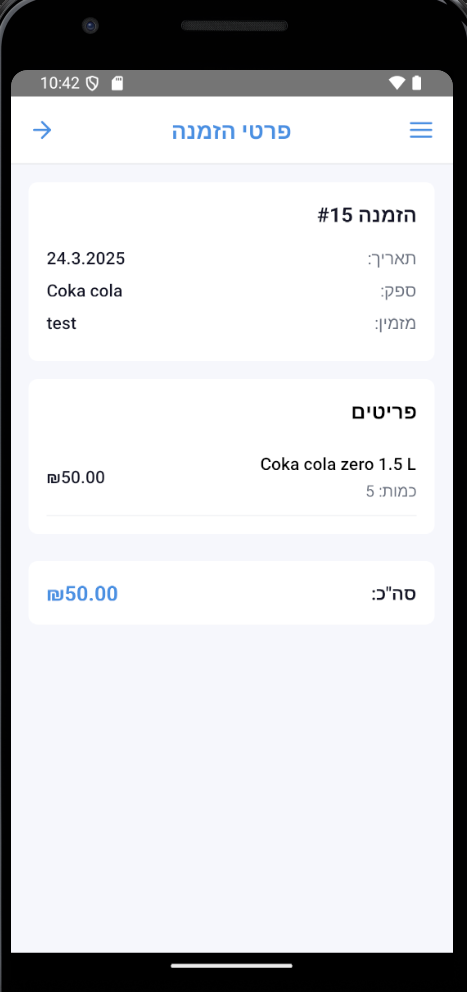 10:42
פרטי הזמנה
הזמנה #15
תאריך: 24.3.2025
ספק: Coka cola
מזמין: test
פריטים
Coka cola zero 1.5 L
כמות: 5
₪50.00
סה"כ: ₪50.00